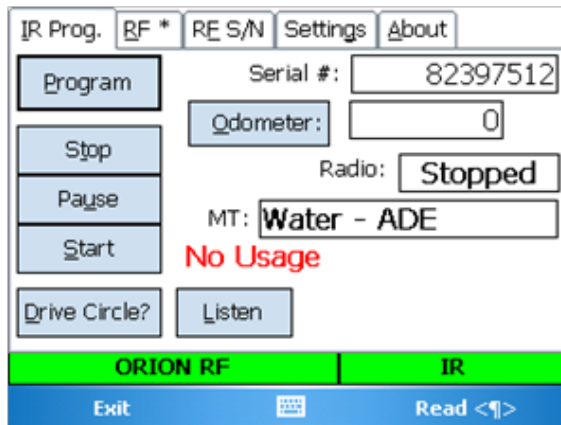 IR Prog. RF * RF S/N Settings About
Program Serial #: 82397512
Odometer: 0
Stop
Radio: Stopped
Pause
MT: Water - ADE
Start
No Usage
Drive Circle? Listen
ORION RF IR
Exit Read <¶>